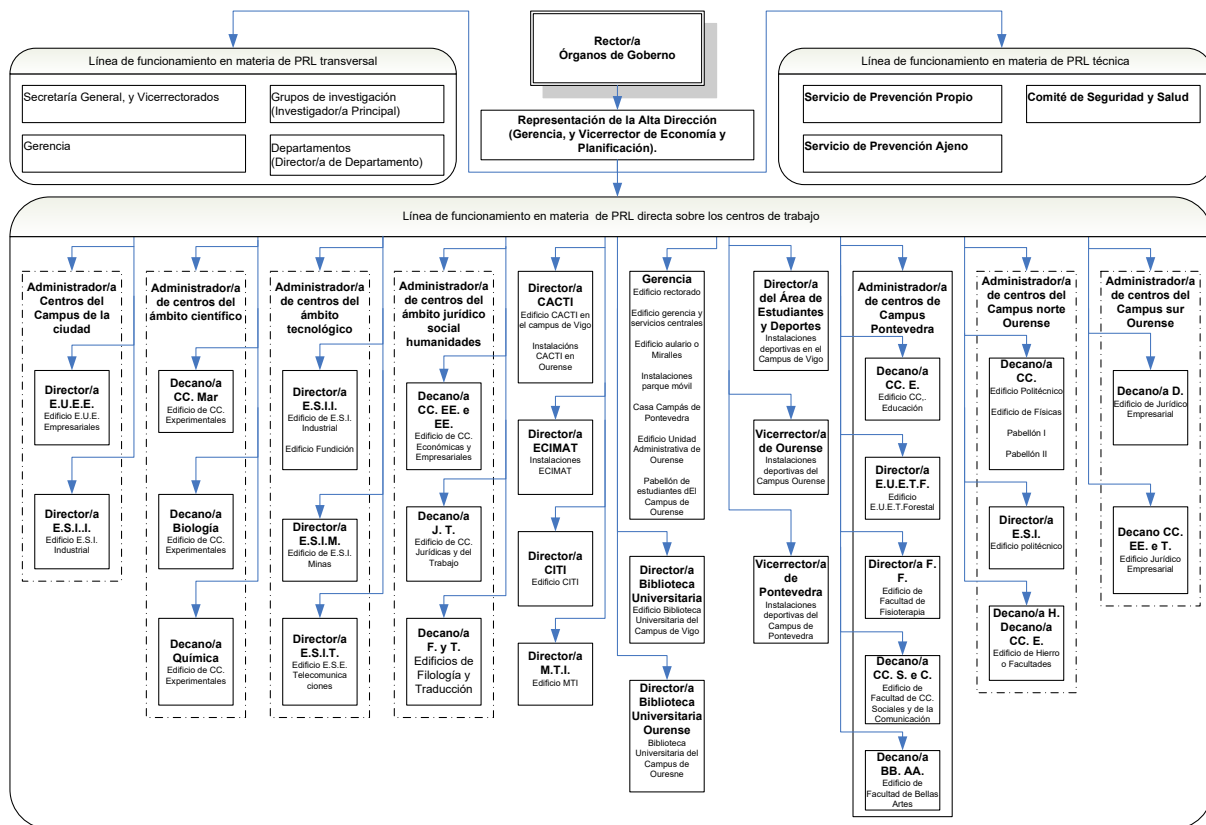 Rector/a
Órganos de Goberno
Línea de funcionamiento en materia de PRL transversal
Secretaría General, y Vicerrectorados
Grupos de investigación
(Investigador/a Principal)
Gerencia
Departamentos
(Director/a de Departamento)
Representación de la Alta Dirección
(Gerencia, y Vicerrector de Economía y
Planificación).
Línea de funcionamiento en materia de PRL técnica
Servicio de Prevención Propio
Comité de Seguridad y Salud
Servicio de Prevención Ajeno
Línea de funcionamiento en materia  de PRL directa sobre los centros de trabajo
Administrador/a
Centros del
Campus de la
ciudad
Director/a
E.U.E.E.
Edificio E.U.E.
Empresariales
Director/a
E.S.I..I.
Edificio E.S.I.
Industrial
Administrador/a
de centros del
ámbito científico
Decano/a
CC. Mar
Edificio de CC.
Experimentales
Decano/a
Biología
Edificio de CC.
Experimentales
Decano/a
Química
Edificio de CC.
Experimentales
Administrador/a
de centros del
ámbito
tecnológico
Director/a
E.S.I.I.
Edificio de E.S.I.
Industrial
Edificio Fundición
Director/a
E.S.I.M.
Edificio de E.S.I.
Minas
Director/a
E.S.I.T.
Edificio E.S.E.
Telecomunica
ciones
Administrador/a
de centros del
ámbito jurídico
social
humanidades
Decano/a
CC. EE. e
EE.
Edificio de CC.
Económicas y
Empresariales
Decano/a
J. T.
Edificio de CC.
Jurídicas y del
Trabajo
Decano/a
F. y T.
Edificios de
Filología y
Traducción
Director/a
CACTI
Edificio CACTI en
el campus de Vigo
Instalacións
CACTI en
Ourense
Director/a
ECIMAT
Instalaciones
ECIMAT
Director/a
CITI
Edificio CITI
Director/a
M.T.I.
Edificio MTI
Gerencia
Edificio rectorado
Edificio gerencia y
servicios centrales
Edificio aulario o
Miralles
Instalaciones
parque móvil
Casa Campás de
Pontevedra
Edificio Unidad
Administrativa de
Ourense
Pabellón de
estudiantes dEl
Campus de
Ourense
Director/a
Biblioteca
Universitaria
Edificio Biblioteca
Universitaria del
Campus de Vigo
Director/a
Biblioteca
Universitaria
Ourense
Biblioteca
Universitaria del
Campus de
Ouresne
Director/a
del Área de
Estudiantes
y Deportes
Instalaciones
deportivas en el
Campus de Vigo
Vicerrector/a
de Ourense
Instalaciones
deportivas del
Campus Ourense
Vicerrector/a
de
Pontevedra
Instalaciones
deportivas del
Campus de
Pontevedra
Administrador/a
de centros de
Campus
Pontevedra
Decano/a
CC. E.
Edificio CC,.
Educación
Director/a
E.U.E.T.F.
Edificio
E.U.E.T.Forestal
Director/a F.
F.
Edificio de
Facultad de
Fisioterapia
Decano/a
CC. S. e C.
Edificio de
Facultad de CC.
Sociales y de la
Comunicación
Decano/a
BB. AA.
Edificio de
Facultad de Bellas
Artes
Administrador/a
de centros del
Campus norte
Ourense
Decano/a
CC.
Edificio Politécnico
Edificio de Físicas
Pabellón I
Pabellón II
Director/a
E.S.I.
Edificio politécnico
Decano/a H.
Decano/a
CC. E.
Edificio de Hierro
o Facultades
Administrador/a
de centros del
Campus sur
Ourense
Decano/a D.
Edificio de Jurídico
Empresarial
Decano CC.
EE. e T.
Edificio Jurídico
Empresarial